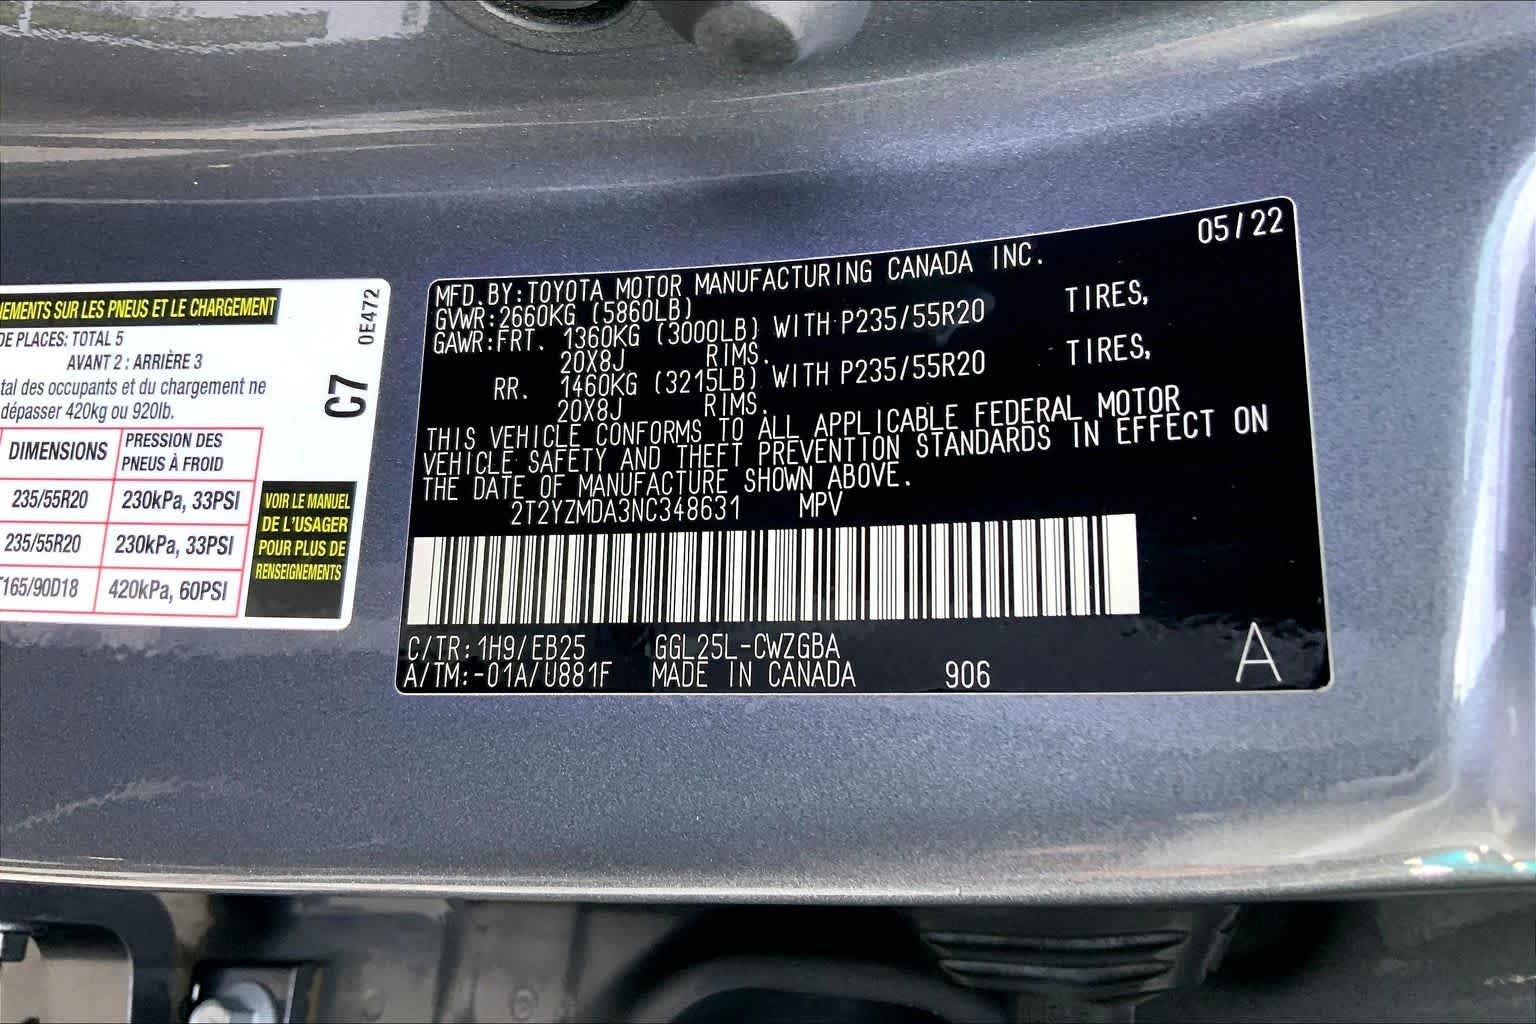 EMENTS SUR LES PNEUS ET LE CHARGEMENT
DE PLACES: TOTAL 5
AVANT 2 : ARRIÈRE 3
tal des occupants et du chargement ne
dépasser 420kg ou 920lb.
DIMENSIONS
PRESSION DES
PNEUS À FROID
235/55R20 230kPa, 33PSI
235/55R20 230kPa, 33PSI
T165/90D18 420kPa, 60PSI
VOIR LE MANUEL
DE L'USAGER
POUR PLUS DE
RENSEIGNEMENTS
C7
0E472
05/22
MFD.BY:TOYOTA MOTOR MANUFACTURING CANADA INC.
GVWR:2660KG (5860LB)
GAWR:FRT. 1360KG (3000LB) WITH P235/55R20 TIRES,
20X8J RIMS.
RR. 1460KG (3215LB) WITH P235/55R20 TIRES,
20X8J RIMS.
THIS VEHICLE CONFORMS TO ALL APPLICABLE FEDERAL MOTOR
VEHICLE SAFETY AND THEFT PREVENTION STANDARDS IN EFFECT ON
THE DATE OF MANUFACTURE SHOWN ABOVE.
2T2YZMDA3NC348631 MPV
C/TR:1H9/EB25 GGL25L-CWZGBA
A/TM:-01A/U881F MADE IN CANADA 906
A